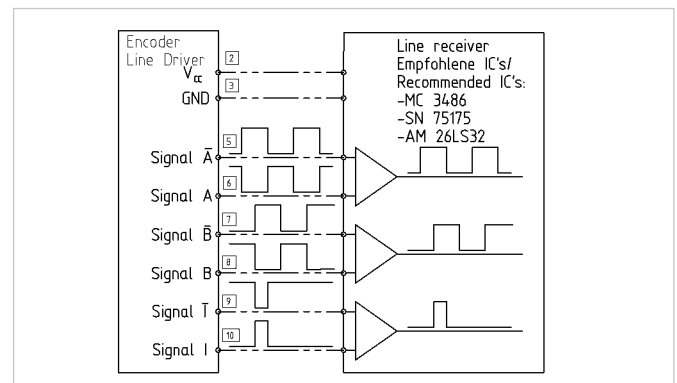 Encoder
Line Driver
Vcc
GND
Signal A̅
Signal A
Signal B̅
Signal B
Signal I̅
Signal I
2
3
5
6
7
8
9
10
Line receiver
Empfohlene IC's/
Recommended IC's:
-MC 3486
-SN 75175
-AM 26LS32